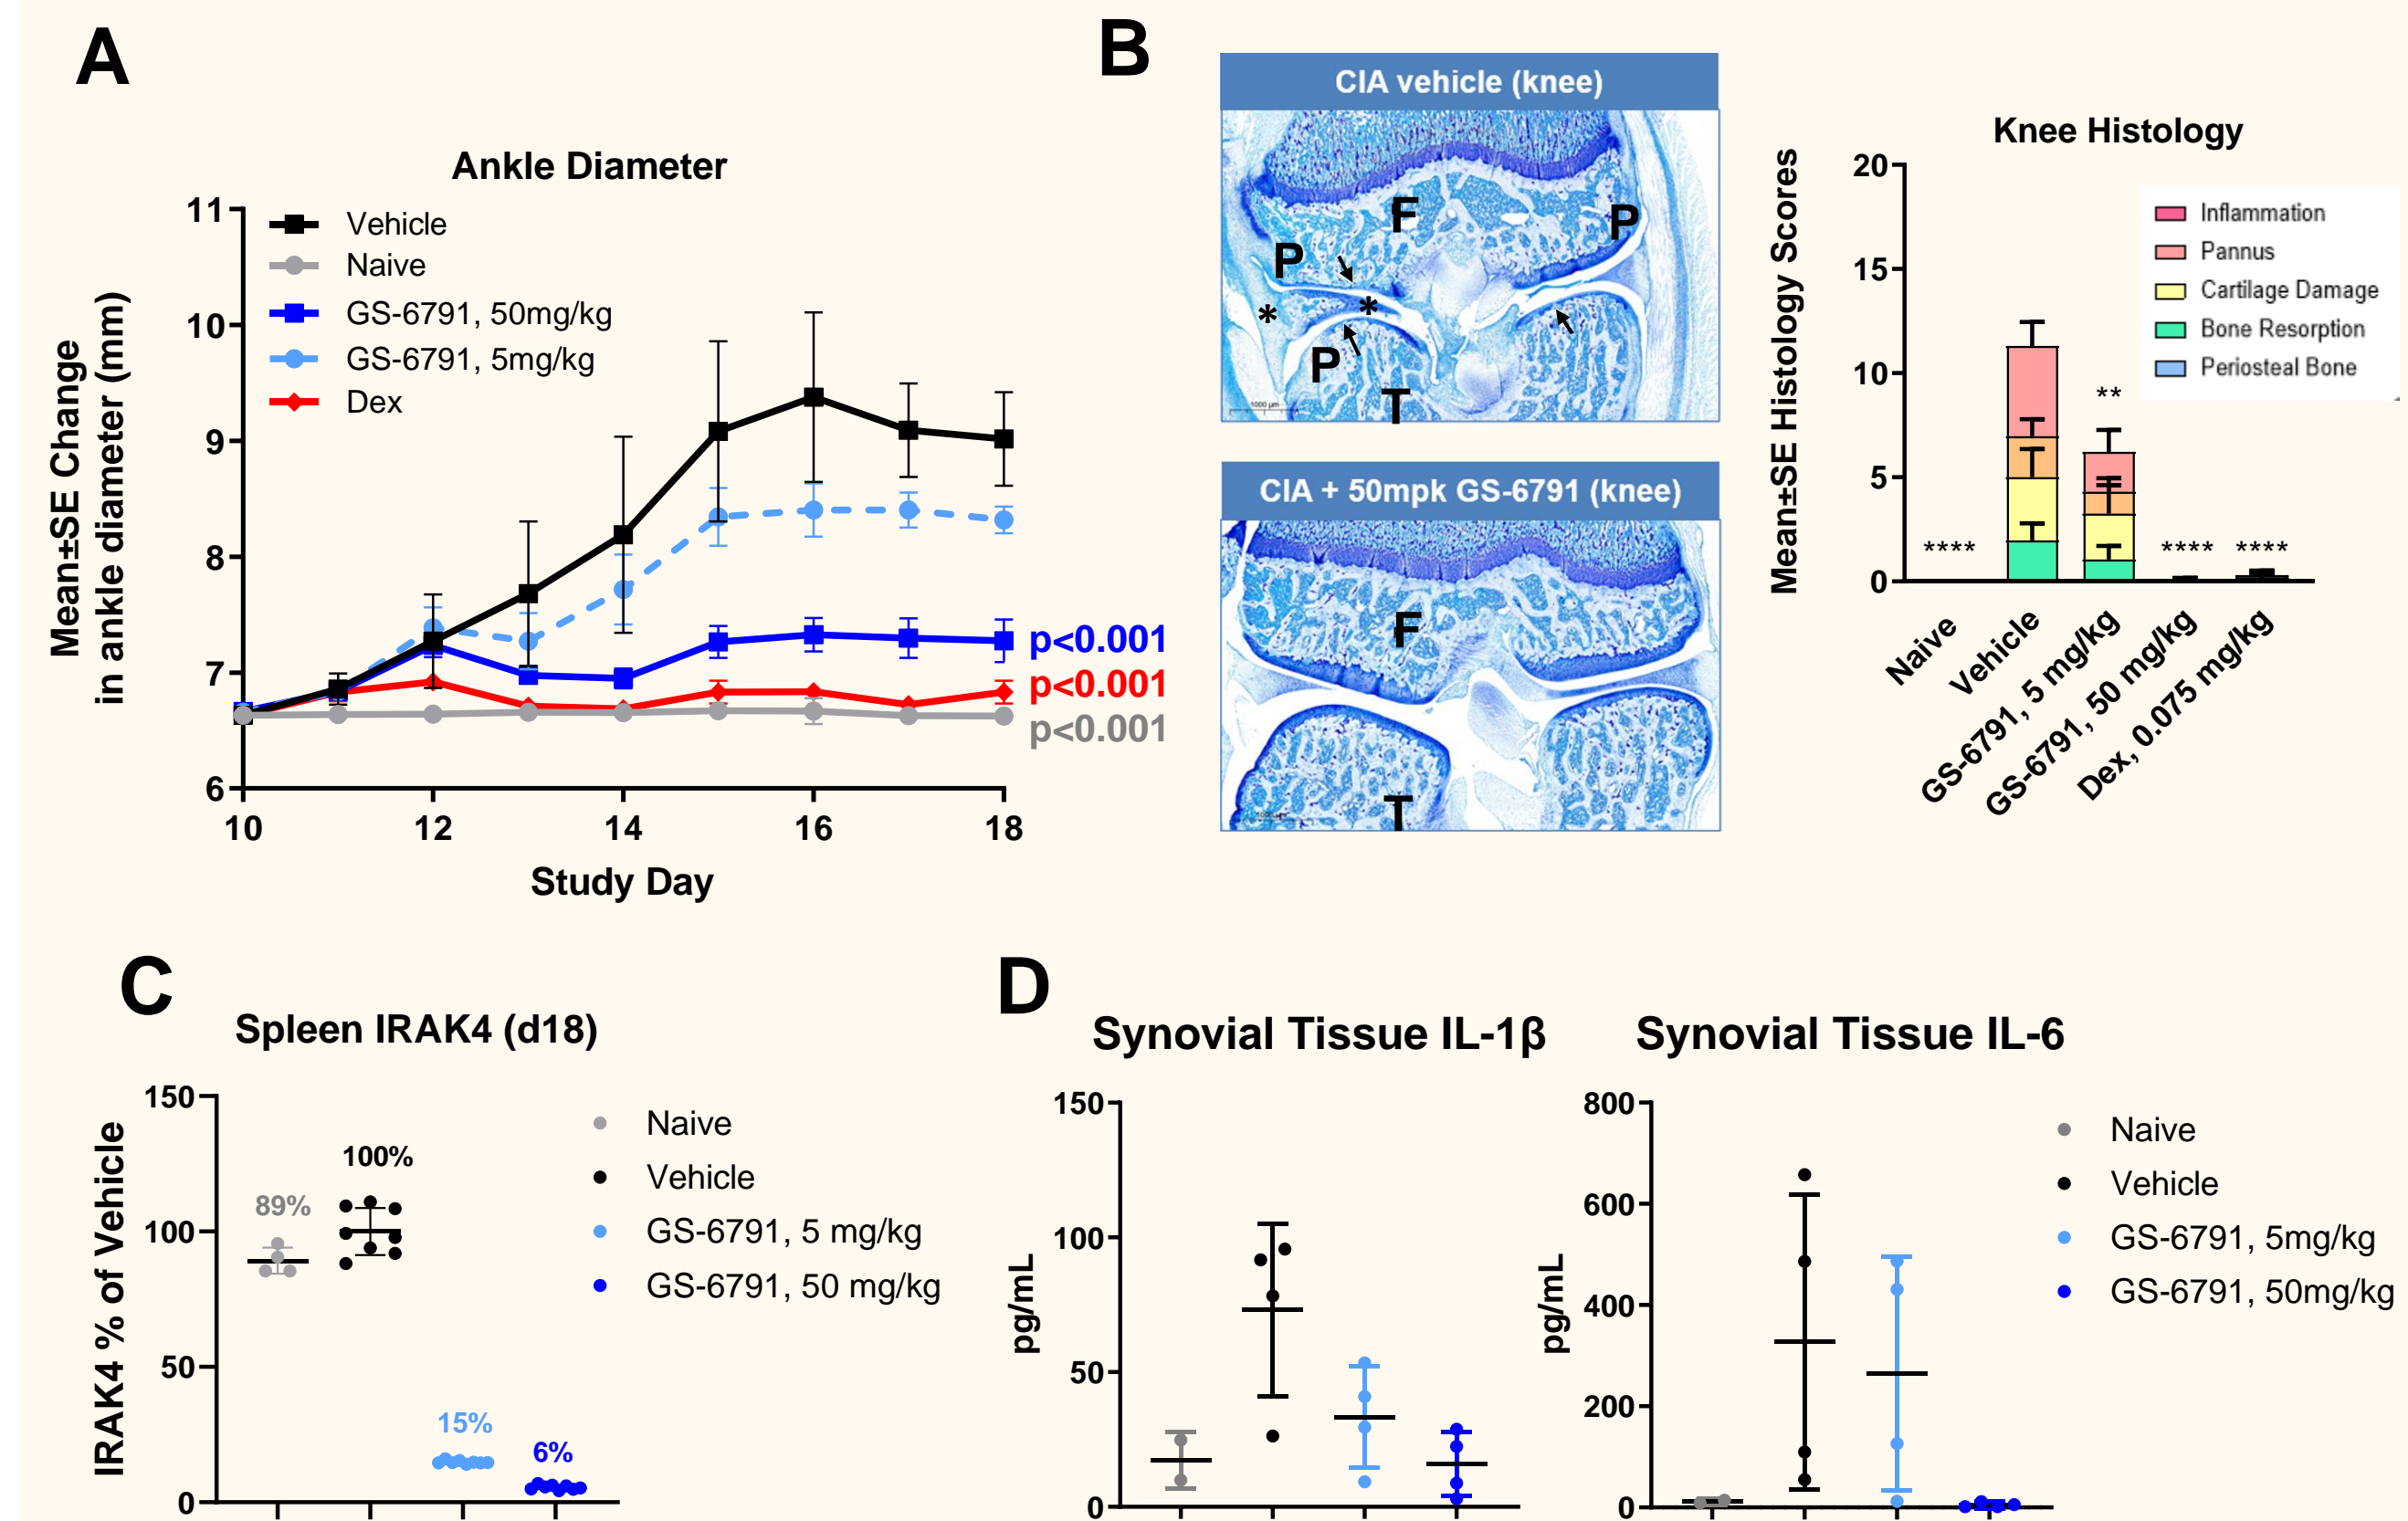 A
Ankle Diameter
Mean±SE Change
in ankle diameter (mm)
11
10
9
8
7
6
Vehicle
Naive
GS-6791, 50mg/kg
GS-6791, 5mg/kg
Dex
p<0.001
p<0.001
p<0.001
10 12 14 16 18
Study Day
B
CIA vehicle (knee)
F
P
P
*
*
P
T
1000 µm
CIA + 50mpk GS-6791 (knee)
F
T
Knee Histology
Mean±SE Histology Scores
20
15
10
5
0
Inflammation
Pannus
Cartilage Damage
Bone Resorption
Periosteal Bone
****
**
****
****
Naive
Vehicle
GS-6791, 5 mg/kg
GS-6791, 50 mg/kg
Dex, 0.075 mg/kg
C
Spleen IRAK4 (d18)
IRAK4 % of Vehicle
150
100
50
0
89%
100%
15%
6%
Naive
Vehicle
GS-6791, 5 mg/kg
GS-6791, 50 mg/kg
D
Synovial Tissue IL-1β
pg/mL
150
100
50
0
Synovial Tissue IL-6
pg/mL
800
600
400
200
0
Naive
Vehicle
GS-6791, 5mg/kg
GS-6791, 50mg/kg